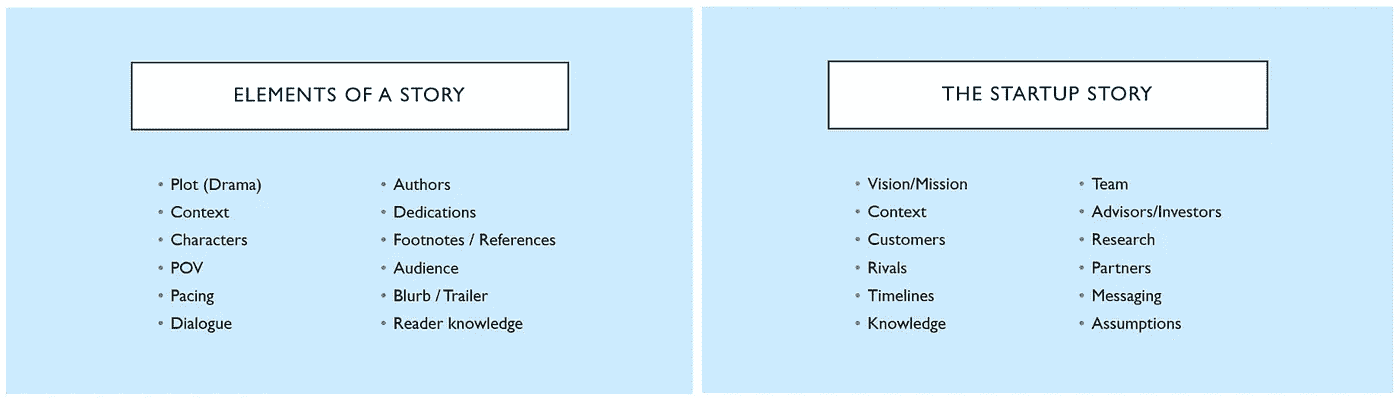 ELEMENTS OF A STORY
• Plot (Drama)
• Context
• Characters
• POV
• Pacing
• Dialogue
• Authors
• Dedications
• Footnotes / References
• Audience
• Blurb / Trailer
• Reader knowledge
THE STARTUP STORY
• Vision/Mission
• Context
• Customers
• Rivals
• Timelines
• Knowledge
• Team
• Advisors/Investors
• Research
• Partners
• Messaging
• Assumptions